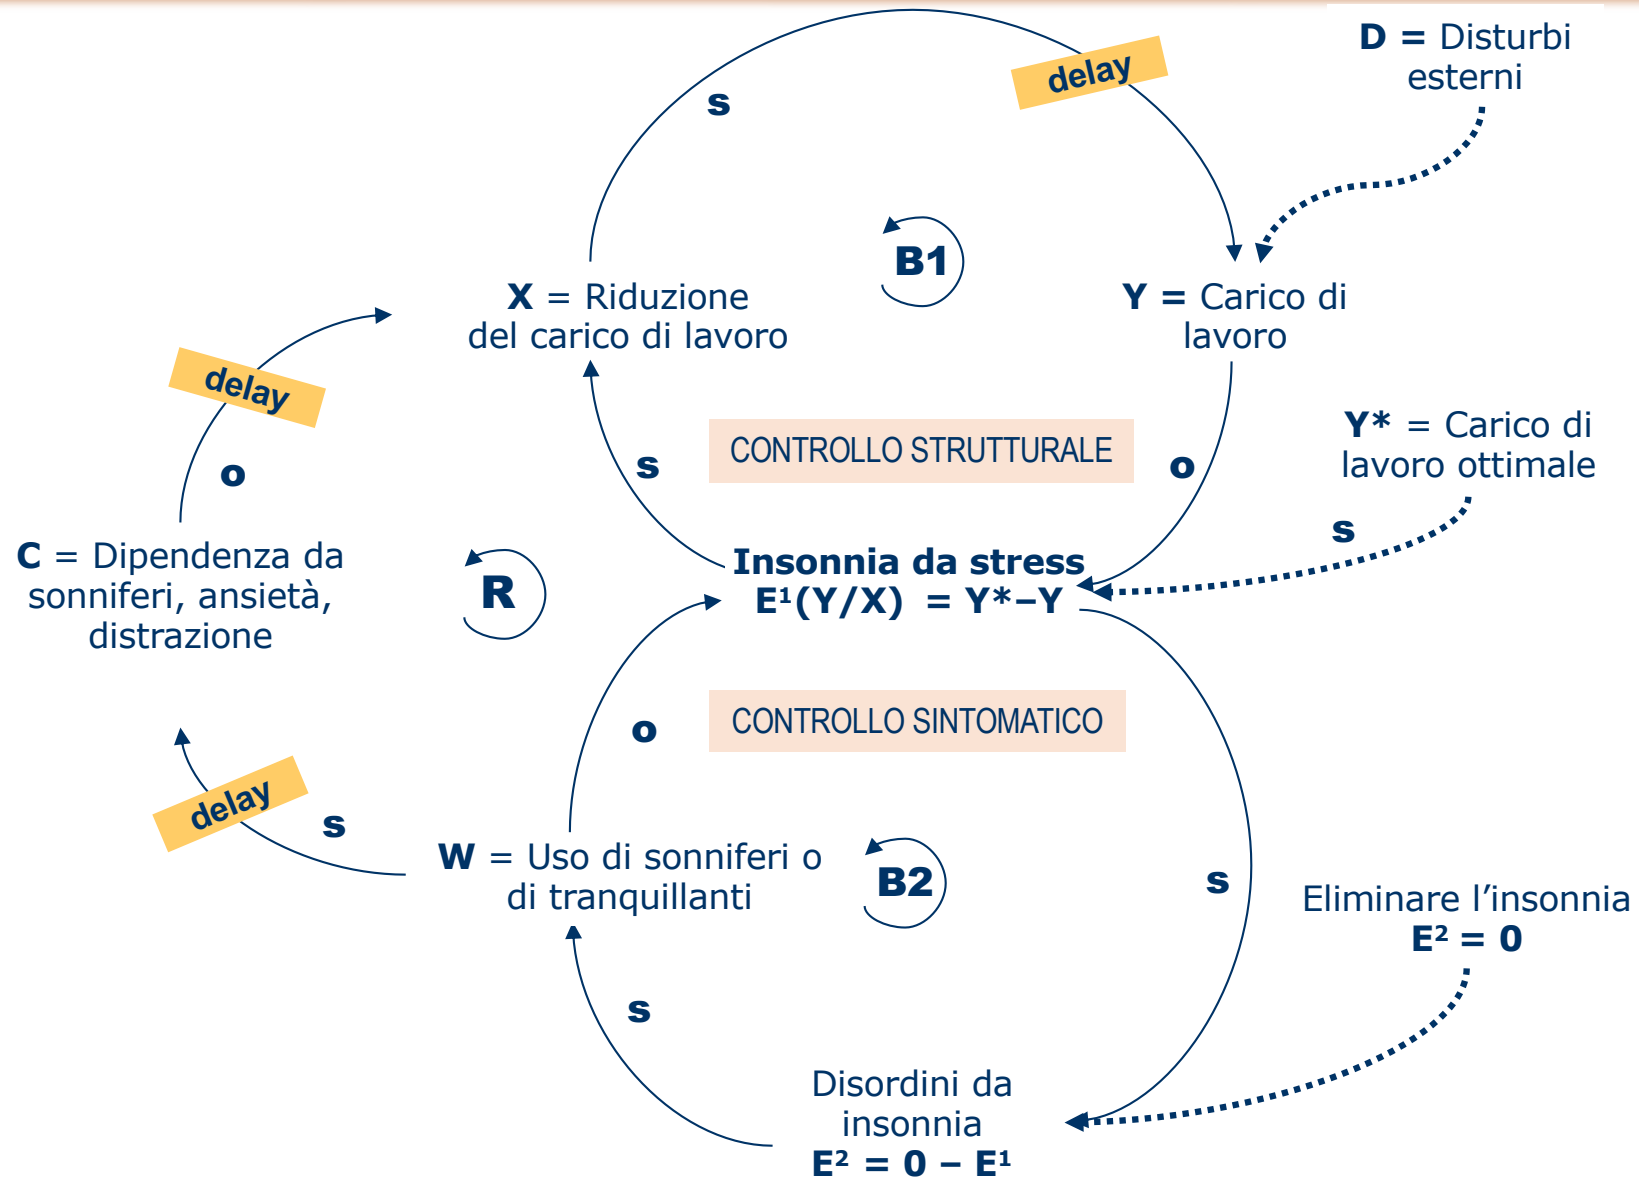 D = Disturbi
esterni
delay
s
B1
X = Riduzione
del carico di lavoro
Y = Carico di
lavoro
delay
Y* = Carico di
lavoro ottimale
CONTROLLO STRUTTURALE
s
o
o
s
C = Dipendenza da
sonniferi, ansietà,
distrazione
R
Insonnia da stress
E¹(Y/X) = Y*–Y
CONTROLLO SINTOMATICO
o
delay
s
W = Uso di sonniferi o
di tranquillanti
B2
s
Eliminare l’insonnia
E² = 0
s
Disordini da
insonnia
E² = 0 – E¹